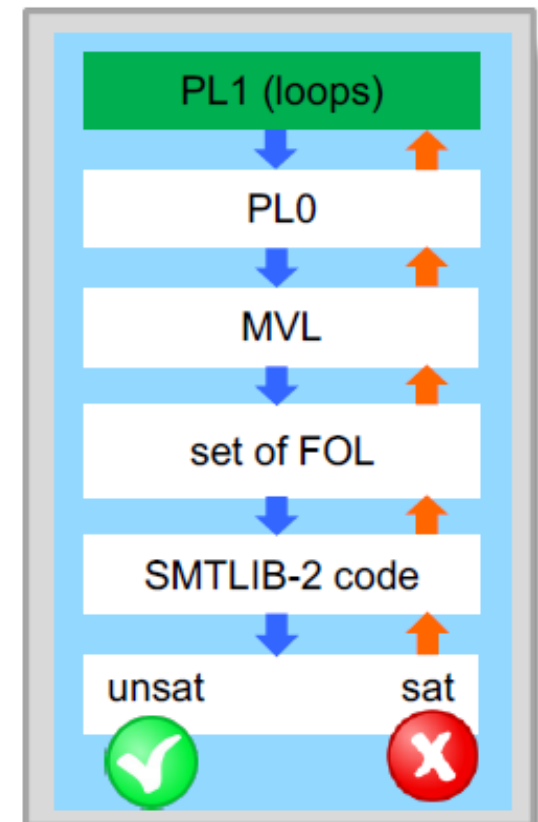 PL1 (loops)
PL0
MVL
set of FOL
SMTLIB-2 code
unsat sat